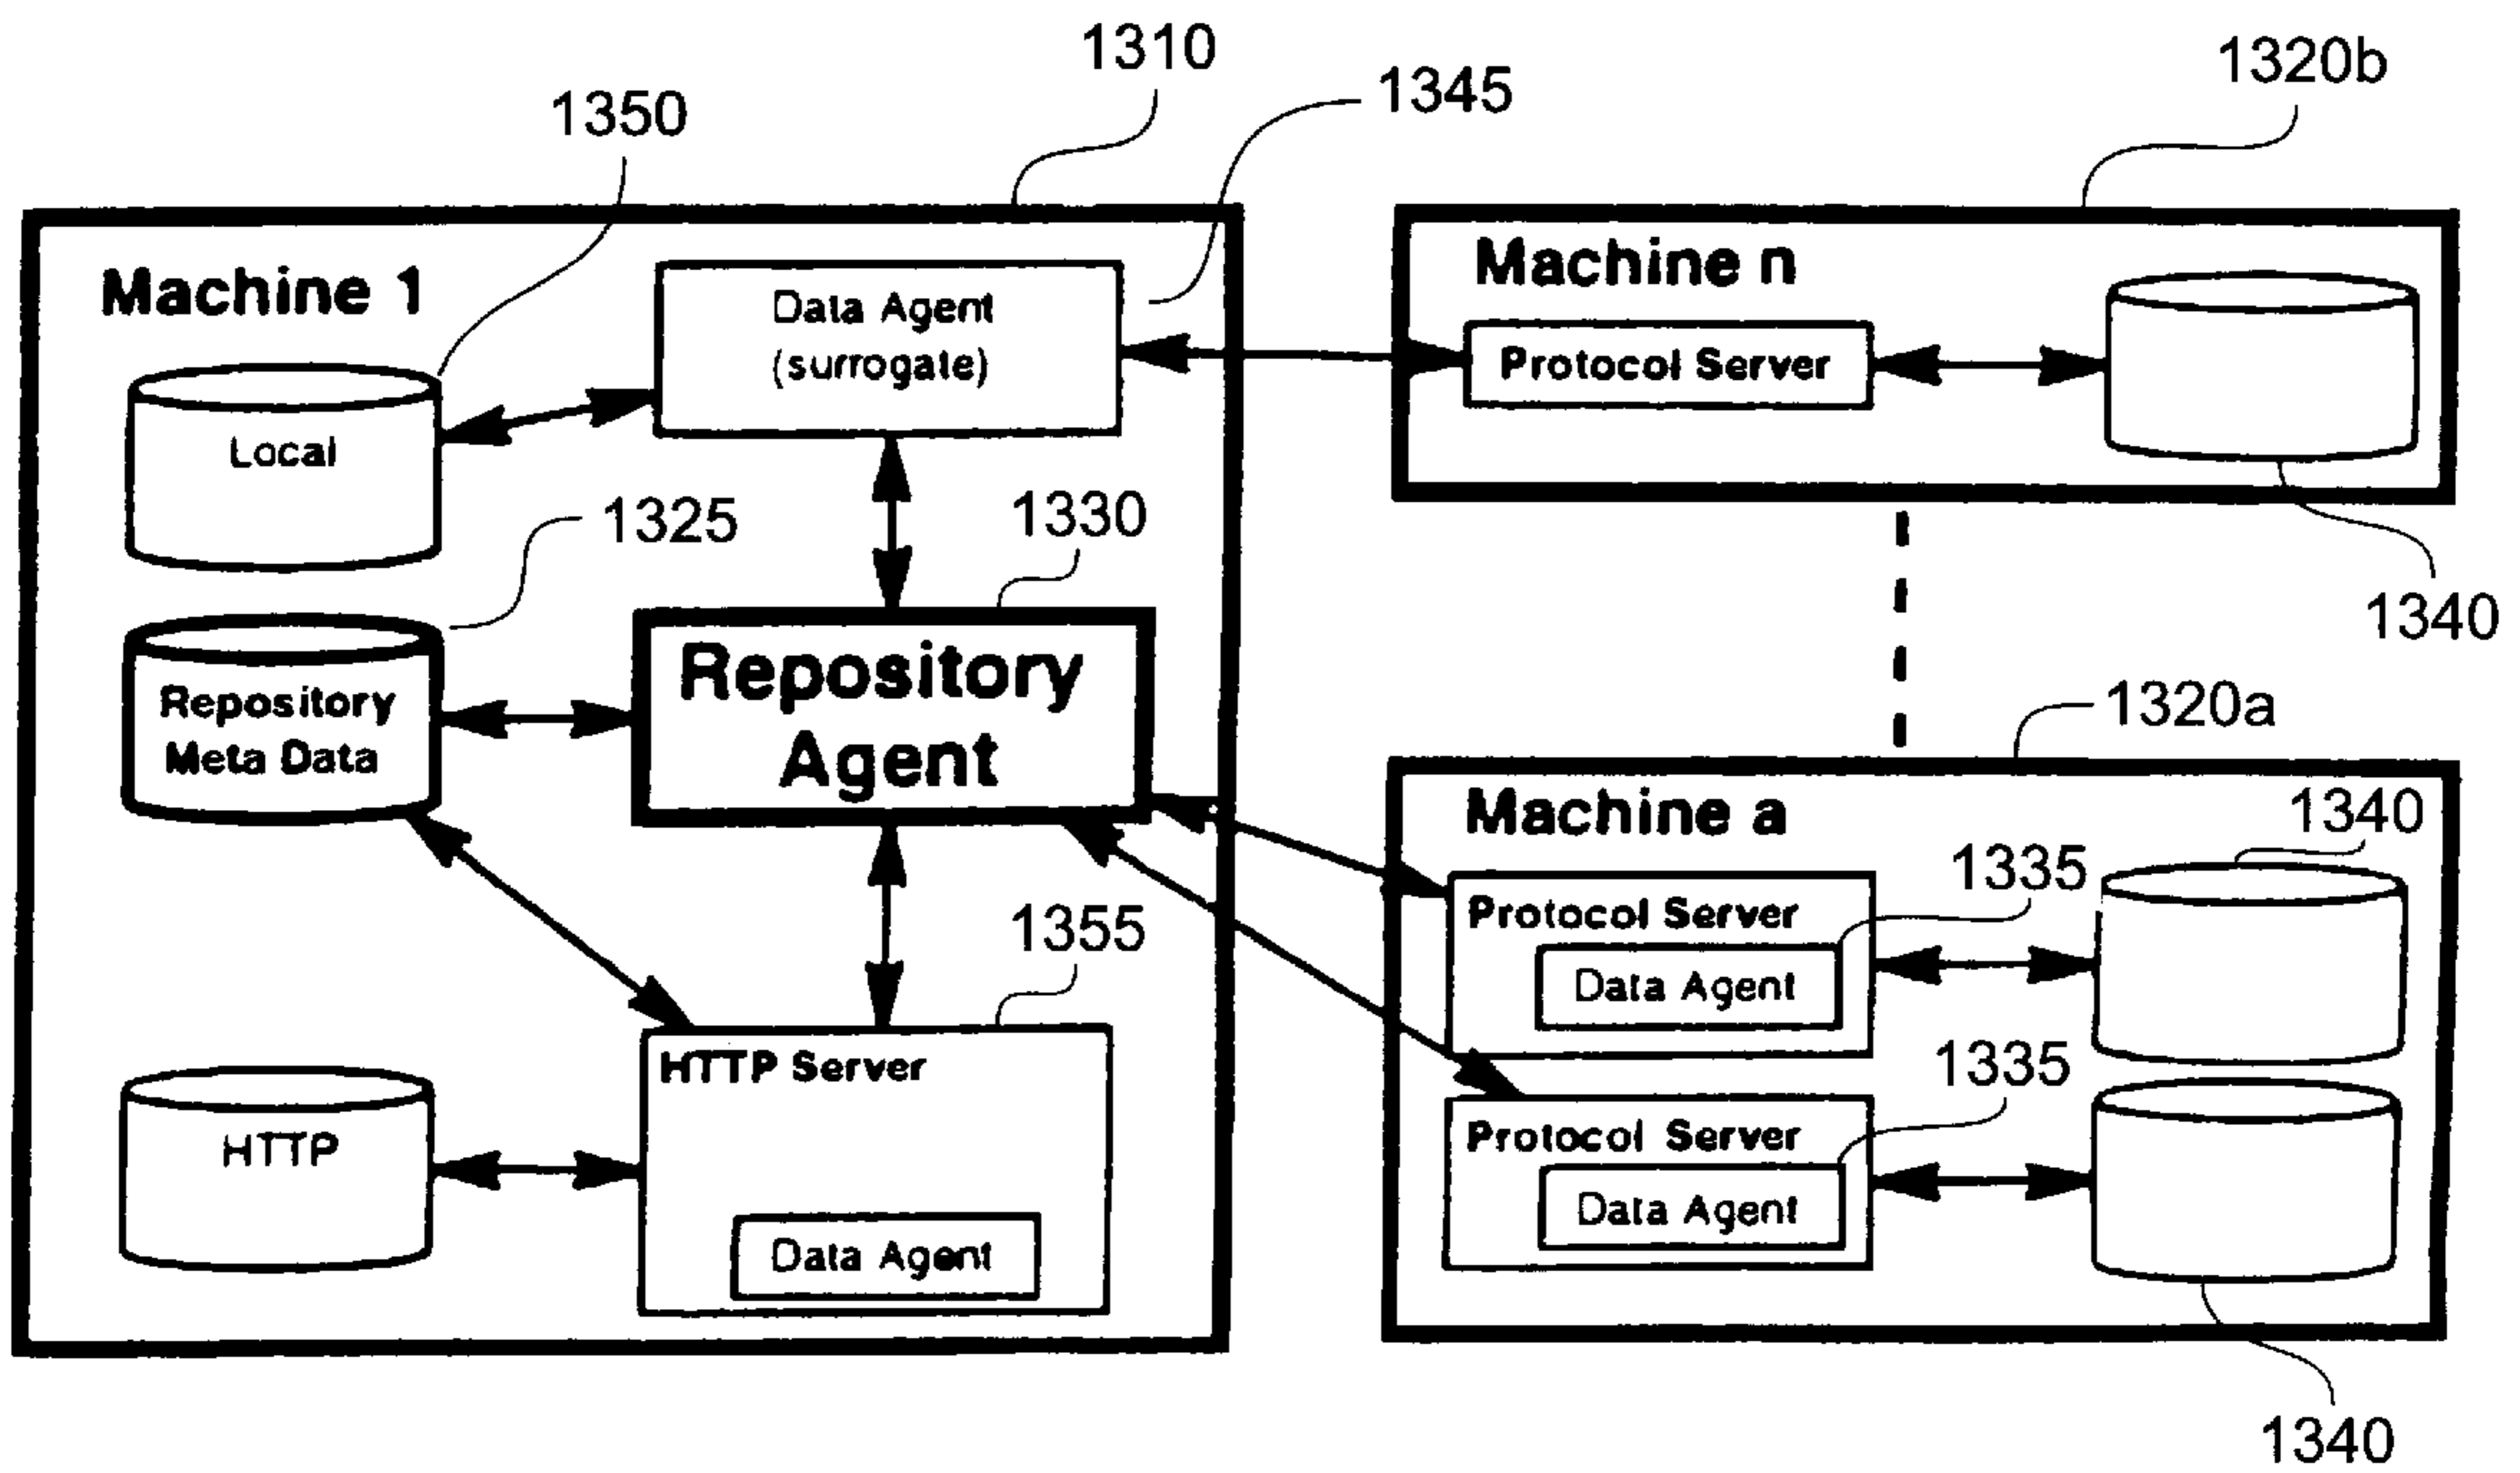 1310
1345
1320b
1350
Machine 1
Data Agent
(surrogate)
Local
Machine n
Protocol Server
1325
1330
1340
Repository
Meta Data
Repository
Agent
1320a
Machine a
1340
1335
Protocol Server
Data Agent
1355
1335
HTTP Server
HTTP
Data Agent
Protocol Server
Data Agent
1340